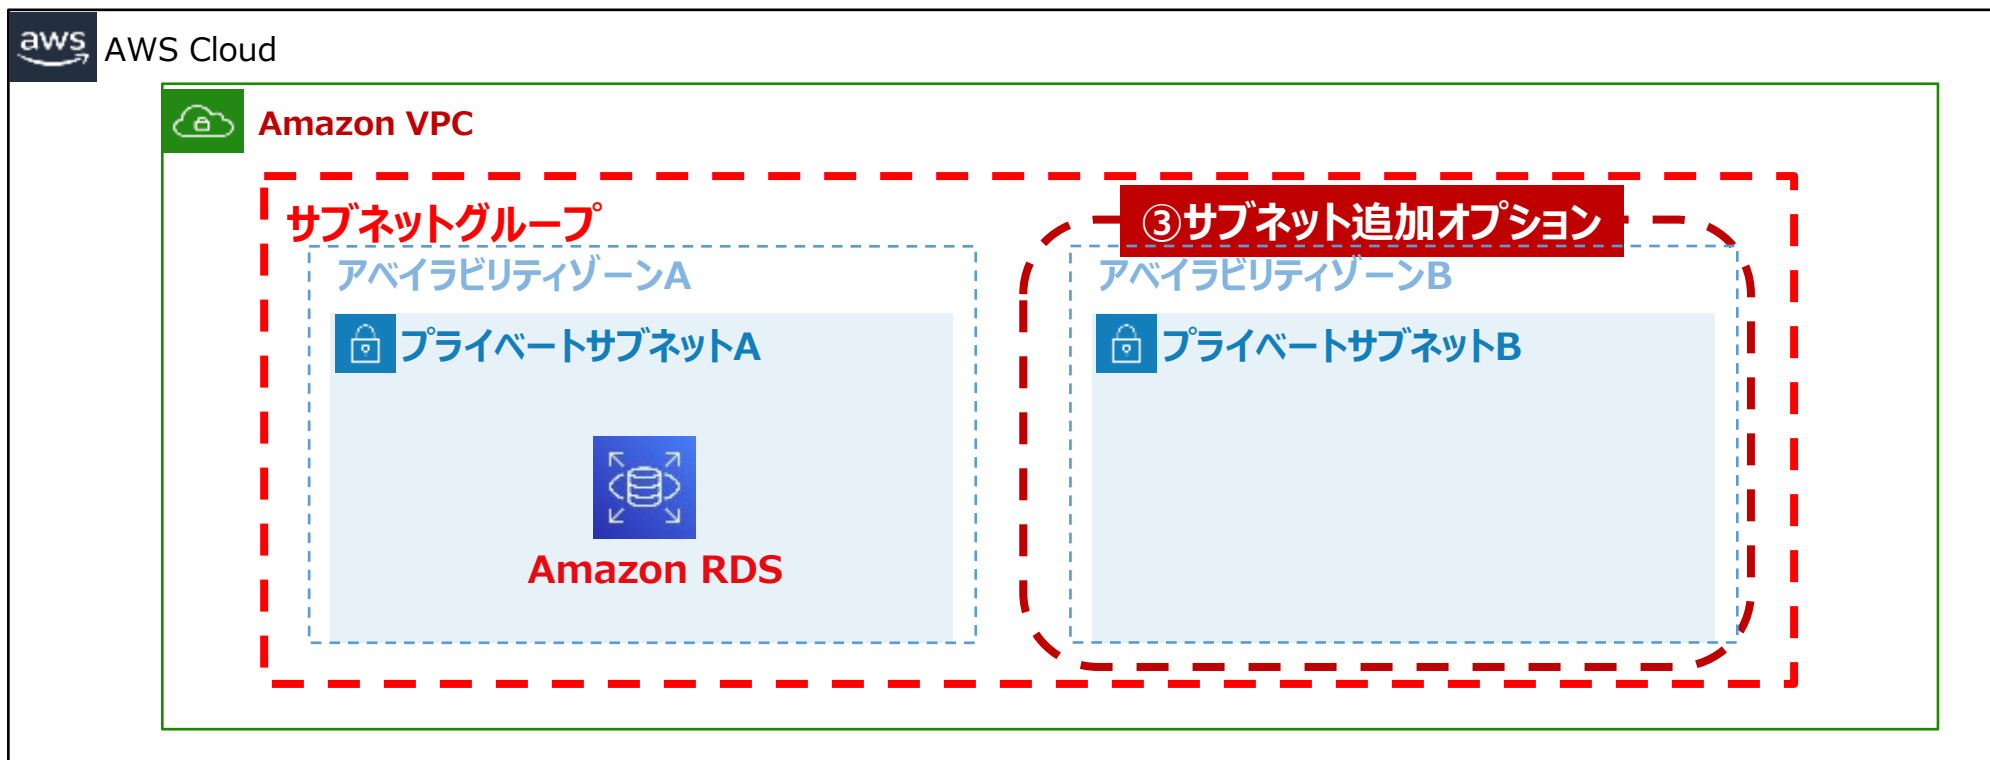 aws
AWS Cloud
Amazon VPC
サブネットグループ
③サブネット追加オプション
アベイラビリティゾーンA
アベイラビリティゾーンB
プライベートサブネットA
プライベートサブネットB
Amazon RDS